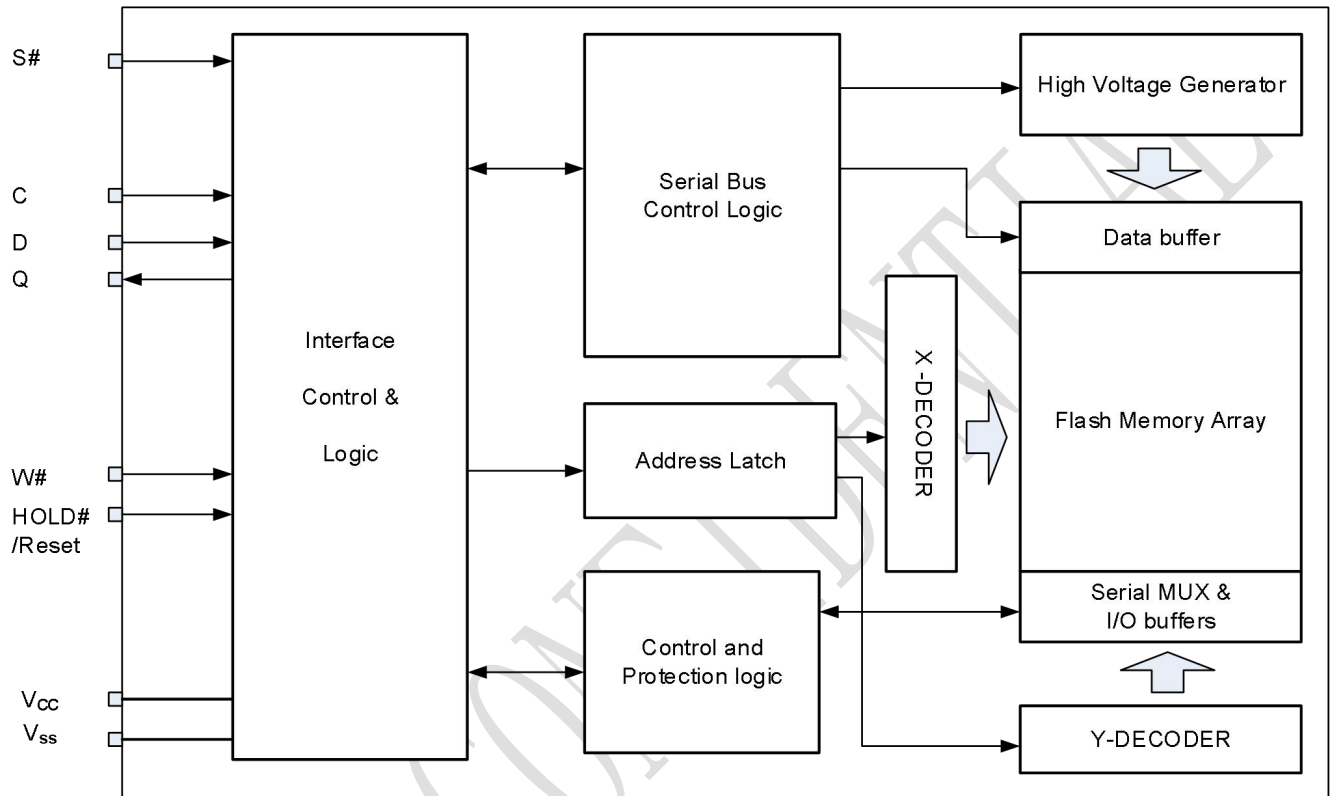 S#
C
D
Q
W#
HOLD#
/Reset
Vcc
Vss
Interface
Control &
Logic
Serial Bus
Control Logic
Address Latch
Control and
Protection logic
X-DECODER
High Voltage Generator
Data buffer
Flash Memory Array
Serial MUX &
I/O buffers
Y-DECODER
CONFIDENTIAL